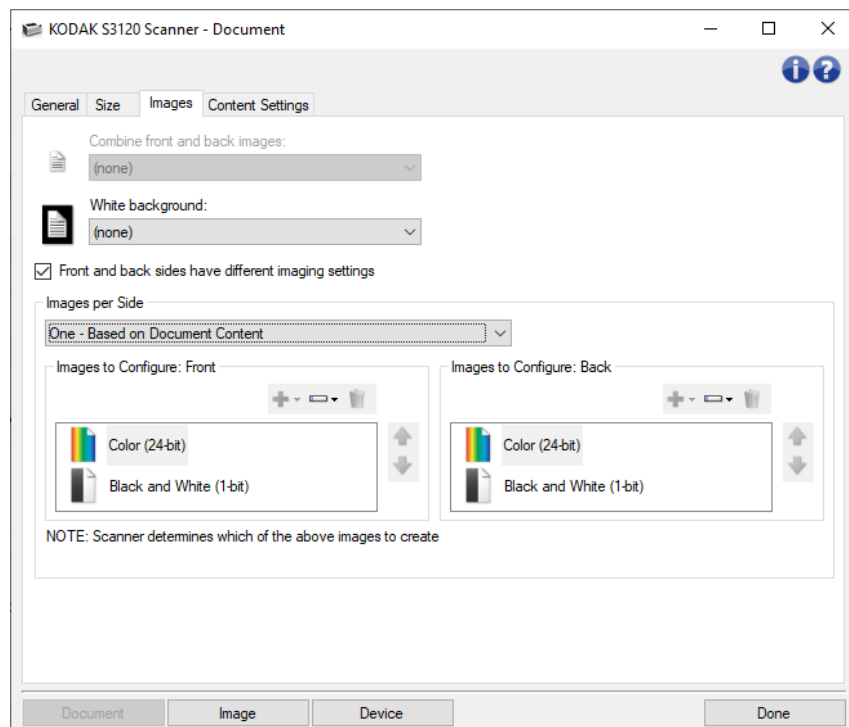 KODAK S3120 Scanner - Document
General Size Images Content Settings
Combine front and back images:
(none)
White background:
(none)
Front and back sides have different imaging settings
Images per Side
One - Based on Document Content
Images to Configure: Front
Color (24-bit)
Black and White (1-bit)
Images to Configure: Back
Color (24-bit)
Black and White (1-bit)
NOTE: Scanner determines which of the above images to create
Document Image Device Done